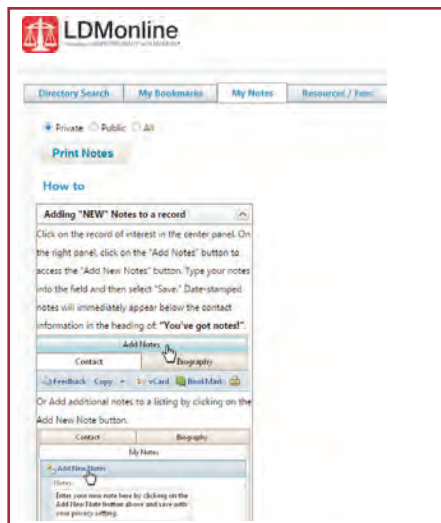 LDMonline
Directory Search My Bookmarks My Notes Resources / Fees
Private Public All
Print Notes
How to
Adding "NEW" Notes to a record
Click on the record of interest in the center panel. On
the right panel, click on the "Add Notes" button to
access the "Add New Notes" button. Type your notes
into the field and then select "Save." Date-stamped
notes will immediately appear below the contact
information in the heading of: "You've got notes!".
Add Notes
Contact Biography
Feedback Copy vCard BookMark
Or Add additional notes to a listing by clicking on the
Add New Note button.
Contact Biography
My Notes
Add New Notes
Notes:
Enter your new note here by clicking on the
Add New Note button above and save with
your privacy setting.